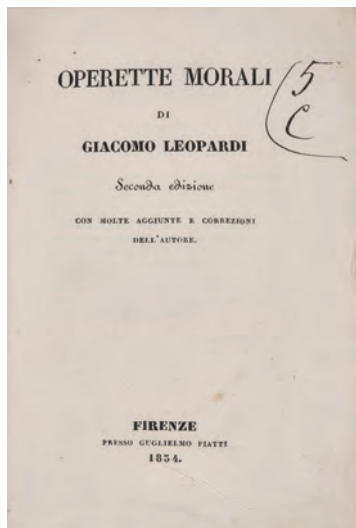 OPERETTE MORALI
5
C
DI
GIACOMO LEOPARDI
Seconda edizione
CON MOLTE AGGIUNTE E CORREZIONI
DELL'AUTORE.
FIRENZE
PRESSO GUGLIELMO PIATTI
1834.